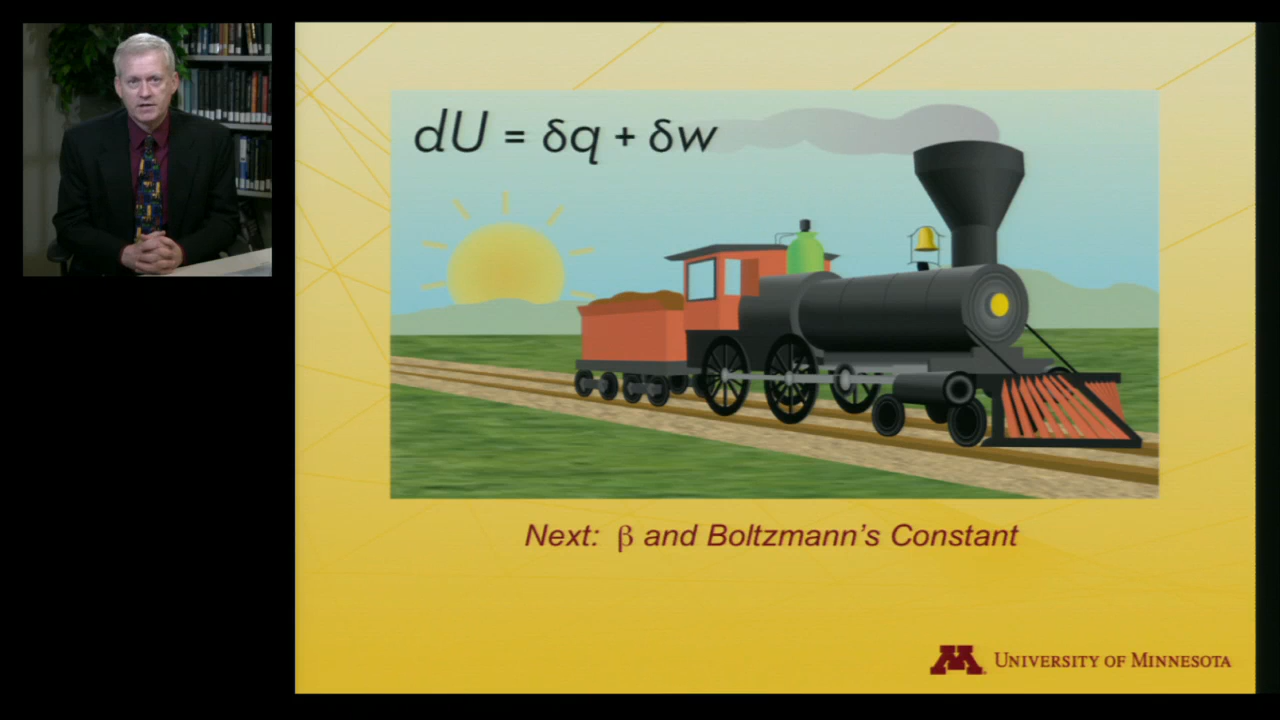 dU = δq + δw
Next: β and Boltzmann's Constant
M UNIVERSITY OF MINNESOTA